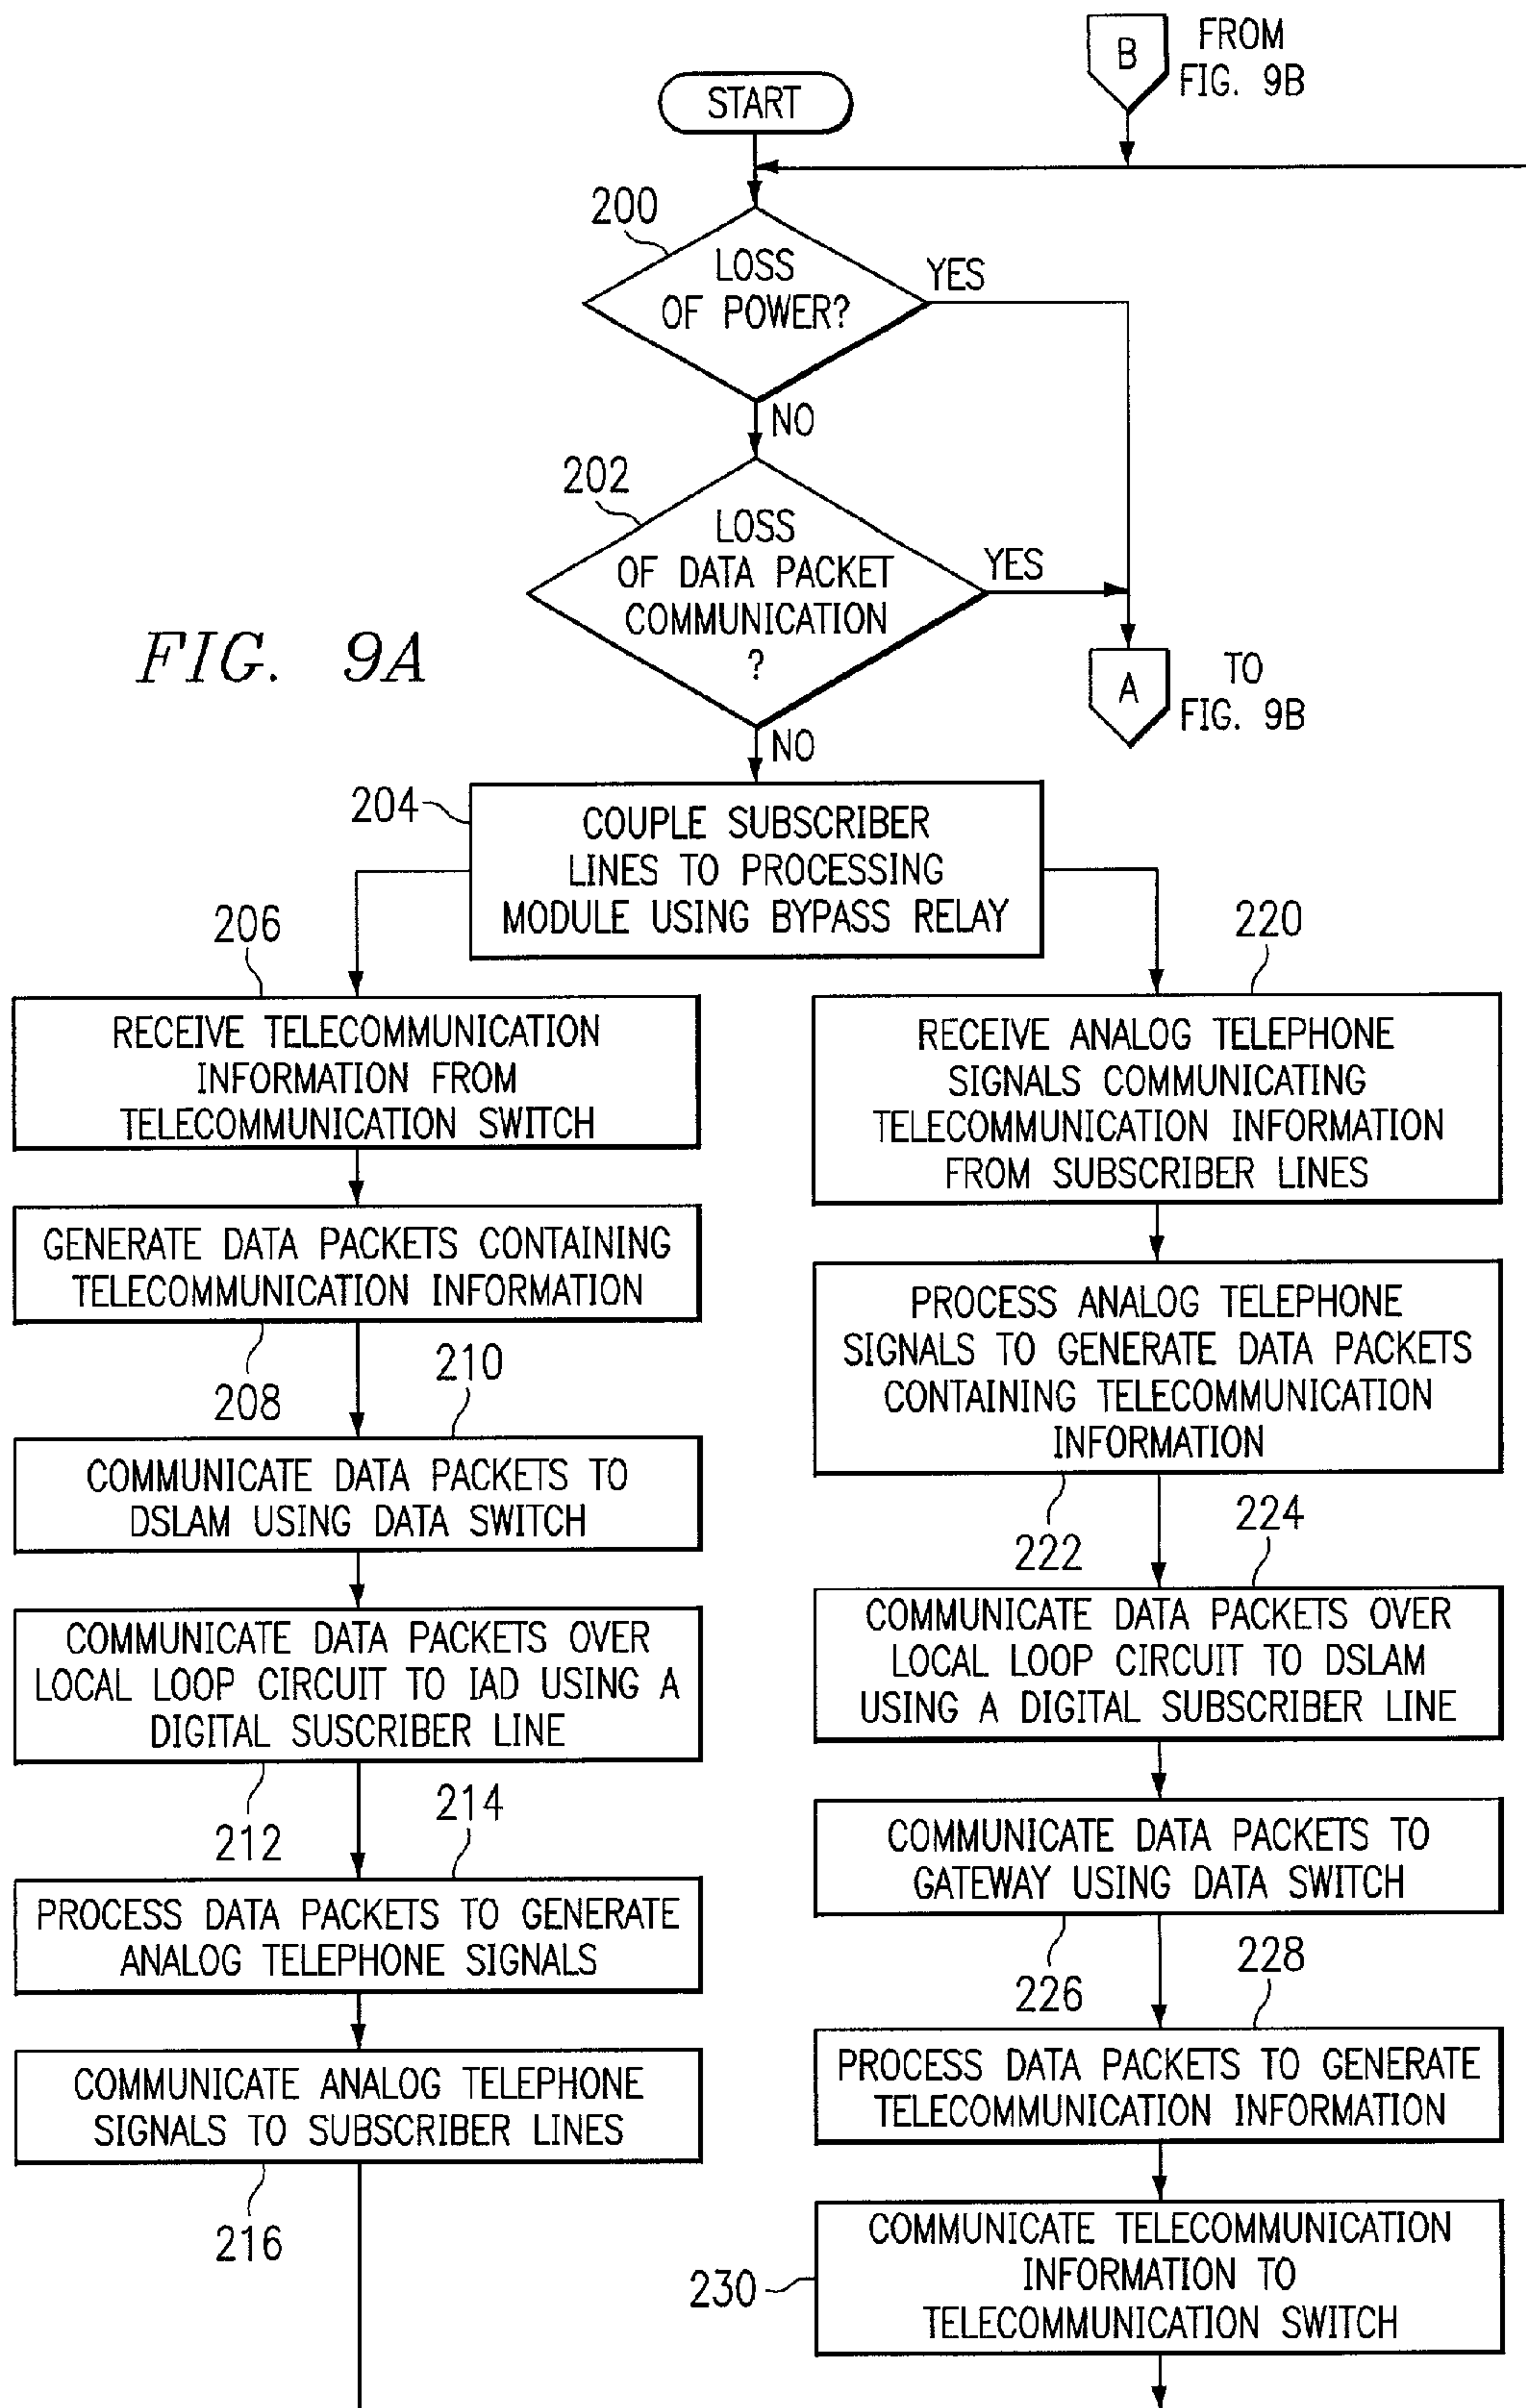 B
FROM
FIG. 9B
START
200
LOSS
OF POWER?
YES
NO
202
LOSS
OF DATA PACKET
COMMUNICATION
?
YES
FIG. 9A
A
TO
FIG. 9B
NO
204
COUPLE SUBSCRIBER
LINES TO PROCESSING
MODULE USING BYPASS RELAY
206
RECEIVE TELECOMMUNICATION
INFORMATION FROM
TELECOMMUNICATION SWITCH
GENERATE DATA PACKETS CONTAINING
TELECOMMUNICATION INFORMATION
208
210
COMMUNICATE DATA PACKETS TO
DSLAM USING DATA SWITCH
COMMUNICATE DATA PACKETS OVER
LOCAL LOOP CIRCUIT TO IAD USING A
DIGITAL SUSCRIBER LINE
212
214
PROCESS DATA PACKETS TO GENERATE
ANALOG TELEPHONE SIGNALS
COMMUNICATE ANALOG TELEPHONE
SIGNALS TO SUBSCRIBER LINES
216
220
RECEIVE ANALOG TELEPHONE
SIGNALS COMMUNICATING
TELECOMMUNICATION INFORMATION
FROM SUBSCRIBER LINES
PROCESS ANALOG TELEPHONE
SIGNALS TO GENERATE DATA PACKETS
CONTAINING TELECOMMUNICATION
INFORMATION
222
224
COMMUNICATE DATA PACKETS OVER
LOCAL LOOP CIRCUIT TO DSLAM
USING A DIGITAL SUBSCRIBER LINE
COMMUNICATE DATA PACKETS TO
GATEWAY USING DATA SWITCH
226
228
PROCESS DATA PACKETS TO GENERATE
TELECOMMUNICATION INFORMATION
230
COMMUNICATE TELECOMMUNICATION
INFORMATION TO
TELECOMMUNICATION SWITCH